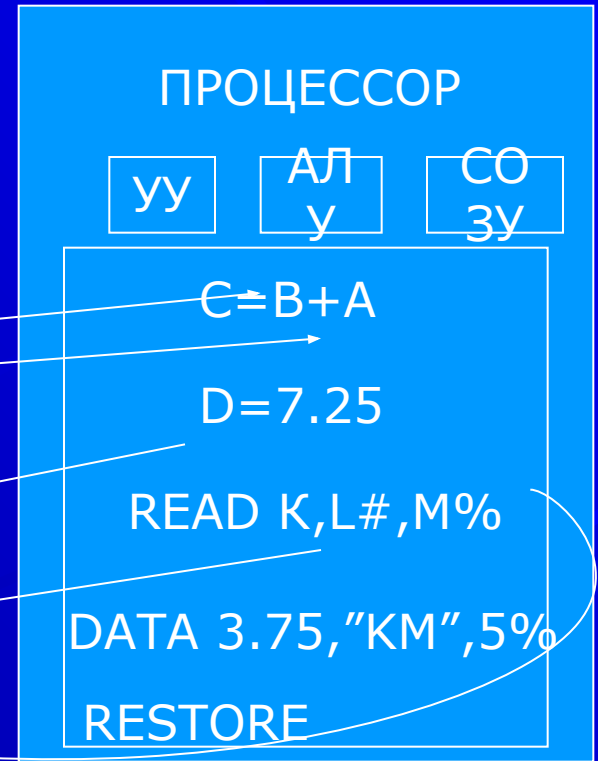 ПРОЦЕССОР
УУ
АЛ
У
СО
ЗУ
C=B+A
D=7.25
READ К,L#,M%
DATA 3.75,″KM″,5%
RESTORE